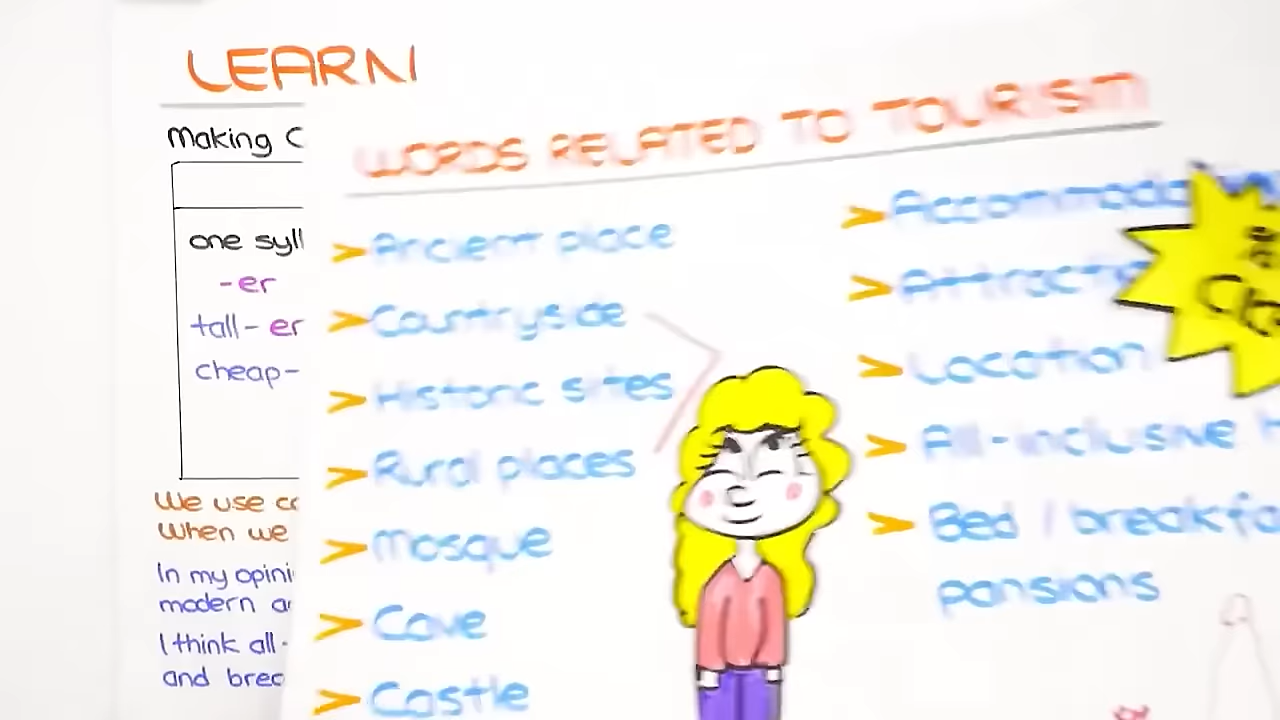 LEARN
Making C
one syll
-er
tall-er
cheap-
We use co
When we
In my opini
modern a
I think all-
and brec
WORDS RELATED TO TOURISM
Ancient place
Countryside
Historic sites
Rural places
Mosque
Cave
Castle
Accommoda
Attractio
Location
All-inclusive H
Bed / breakfa
pansions